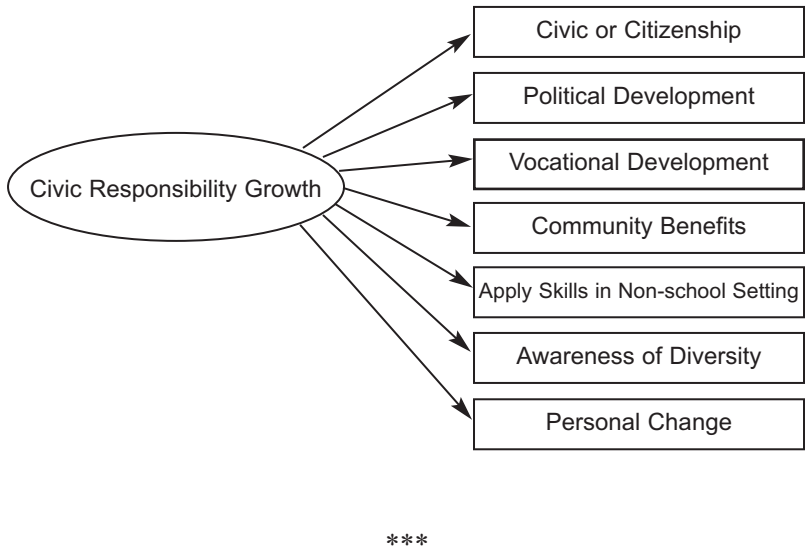 Civic or Citizenship
Political Development
Vocational Development
Civic Responsibility Growth
Community Benefits
Apply Skills in Non-school Setting
Awareness of Diversity
Personal Change
***